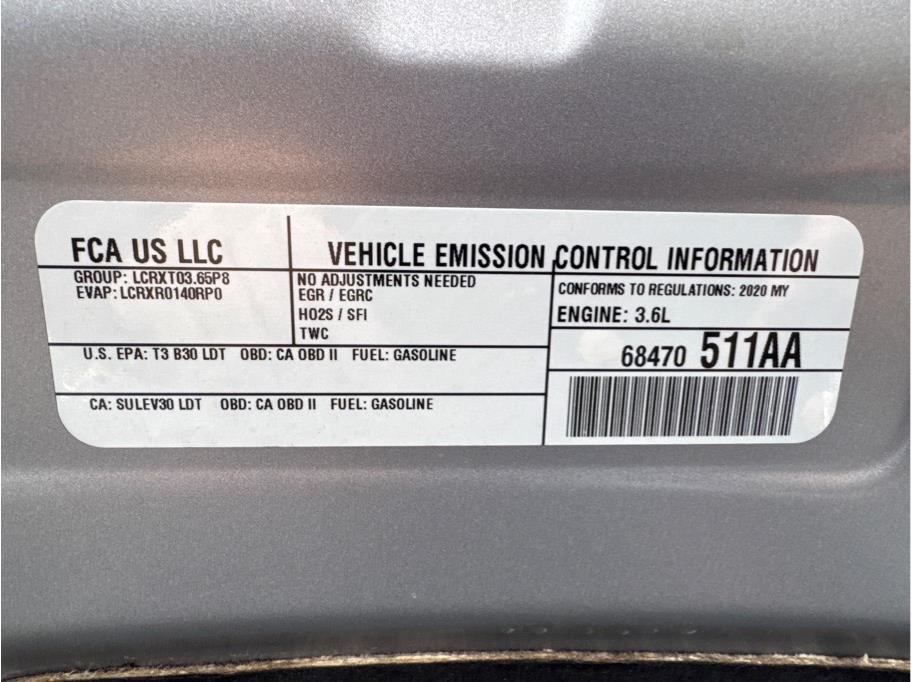 FCA US LLC
VEHICLE EMISSION CONTROL INFORMATION
GROUP: LCRXT03.65P8
EVAP: LCRXR0140RP0
NO ADJUSTMENTS NEEDED
EGR / EGRC
HO2S / SFI
TWC
CONFORMS TO REGULATIONS: 2020 MY
ENGINE: 3.6L
U.S. EPA: T3 B30 LDT OBD: CA OBD II FUEL: GASOLINE
68470 511AA
CA: SULEV30 LDT OBD: CA OBD II FUEL: GASOLINE